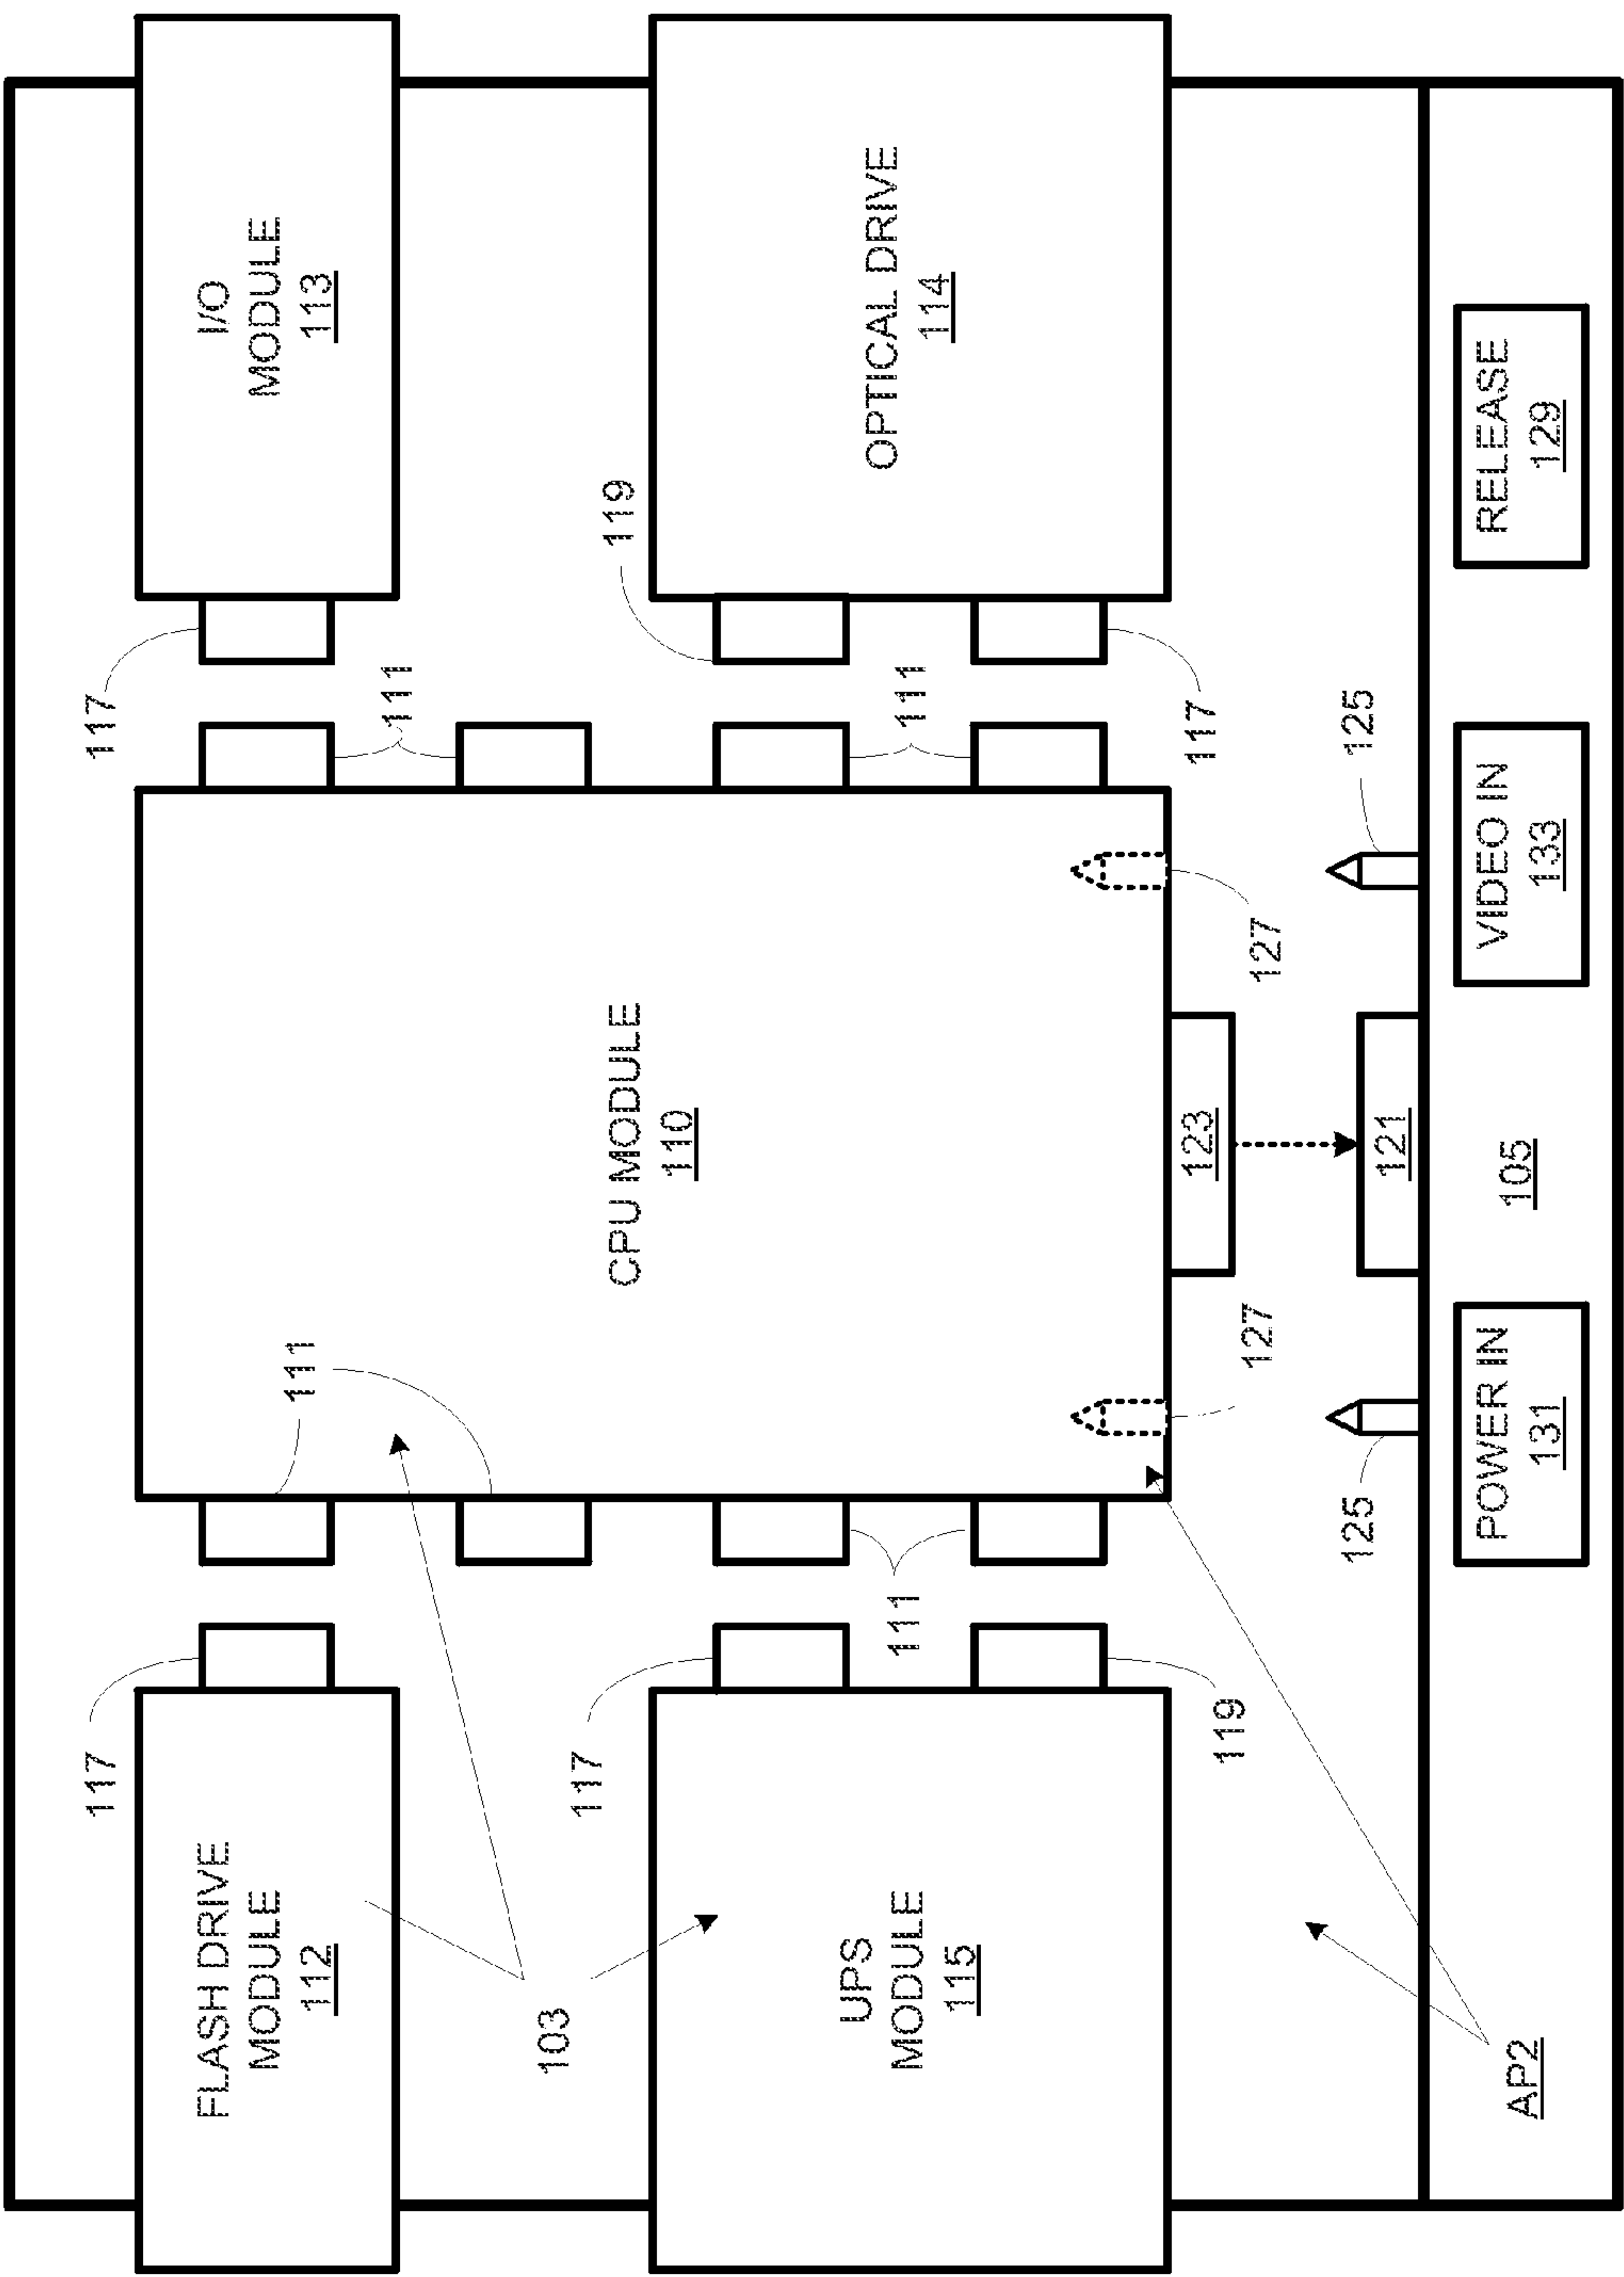 117
117
FLASH DRIVE
MODULE
112
I/O
MODULE
113
111
111
103
117
119
CPU MODULE
110
UPS
MODULE
115
OPTICAL DRIVE
114
111
111
119
123
117
127
127
125
121
125
AP2
POWER IN
131
105
VIDEO IN
133
RELEASE
129